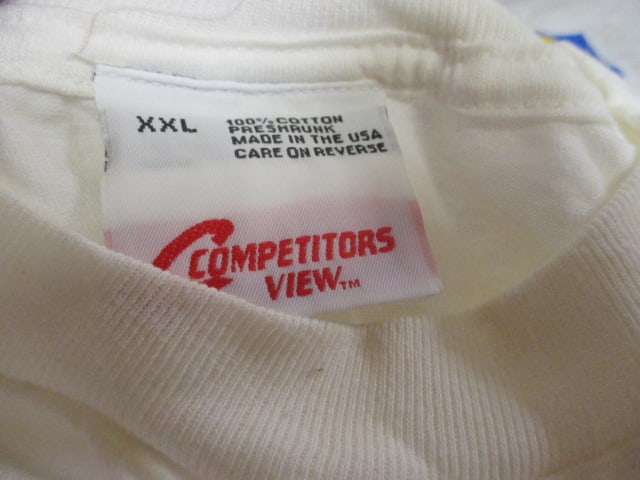 XXL
100% COTTON
PRESHRUNK
MADE IN THE USA
CARE ON REVERSE
COMPETITORS
VIEW™